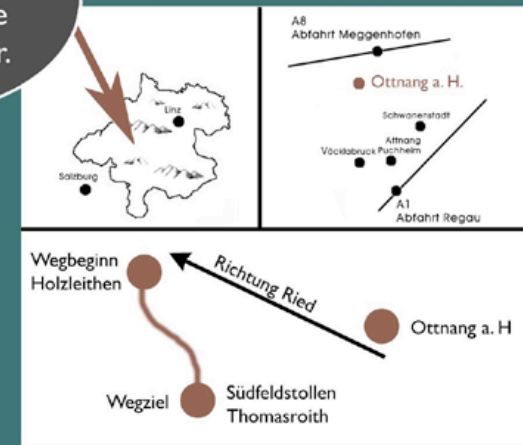 e
r.
Linz
Salzburg
A8
Abfahrt Meggenhofen
Ottnang a. H.
Schwanenstadt
Attnang
Vöcklabruck Puchheim
A1
Abfahrt Regau
Wegbeginn
Holzleithen
Richtung Ried
Ottnang a. H
Wegziel
Südfeldstollen
Thomasroith